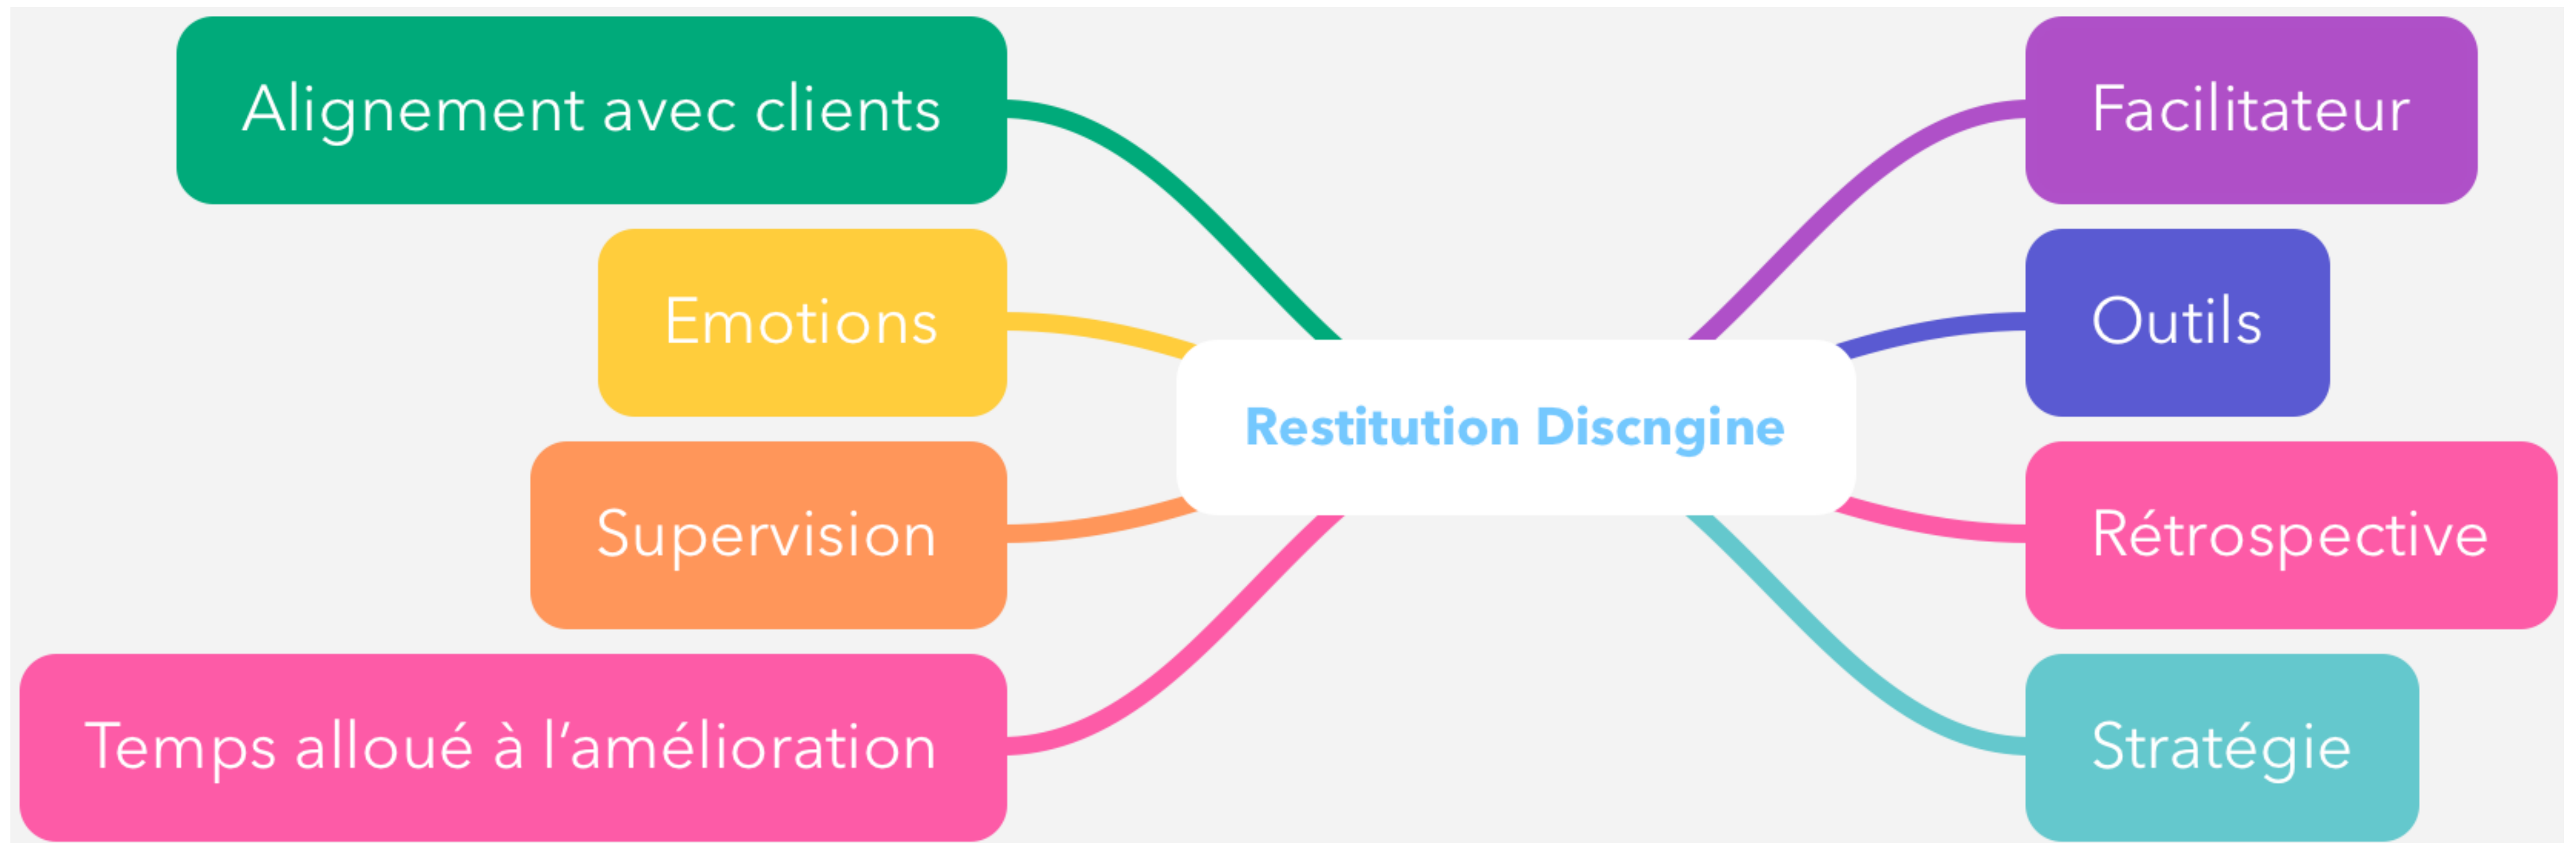 Alignement avec clients
Emotions
Supervision
Temps alloué à l’amélioration
Restitution Discngine
Facilitateur
Outils
Rétrospective
Stratégie